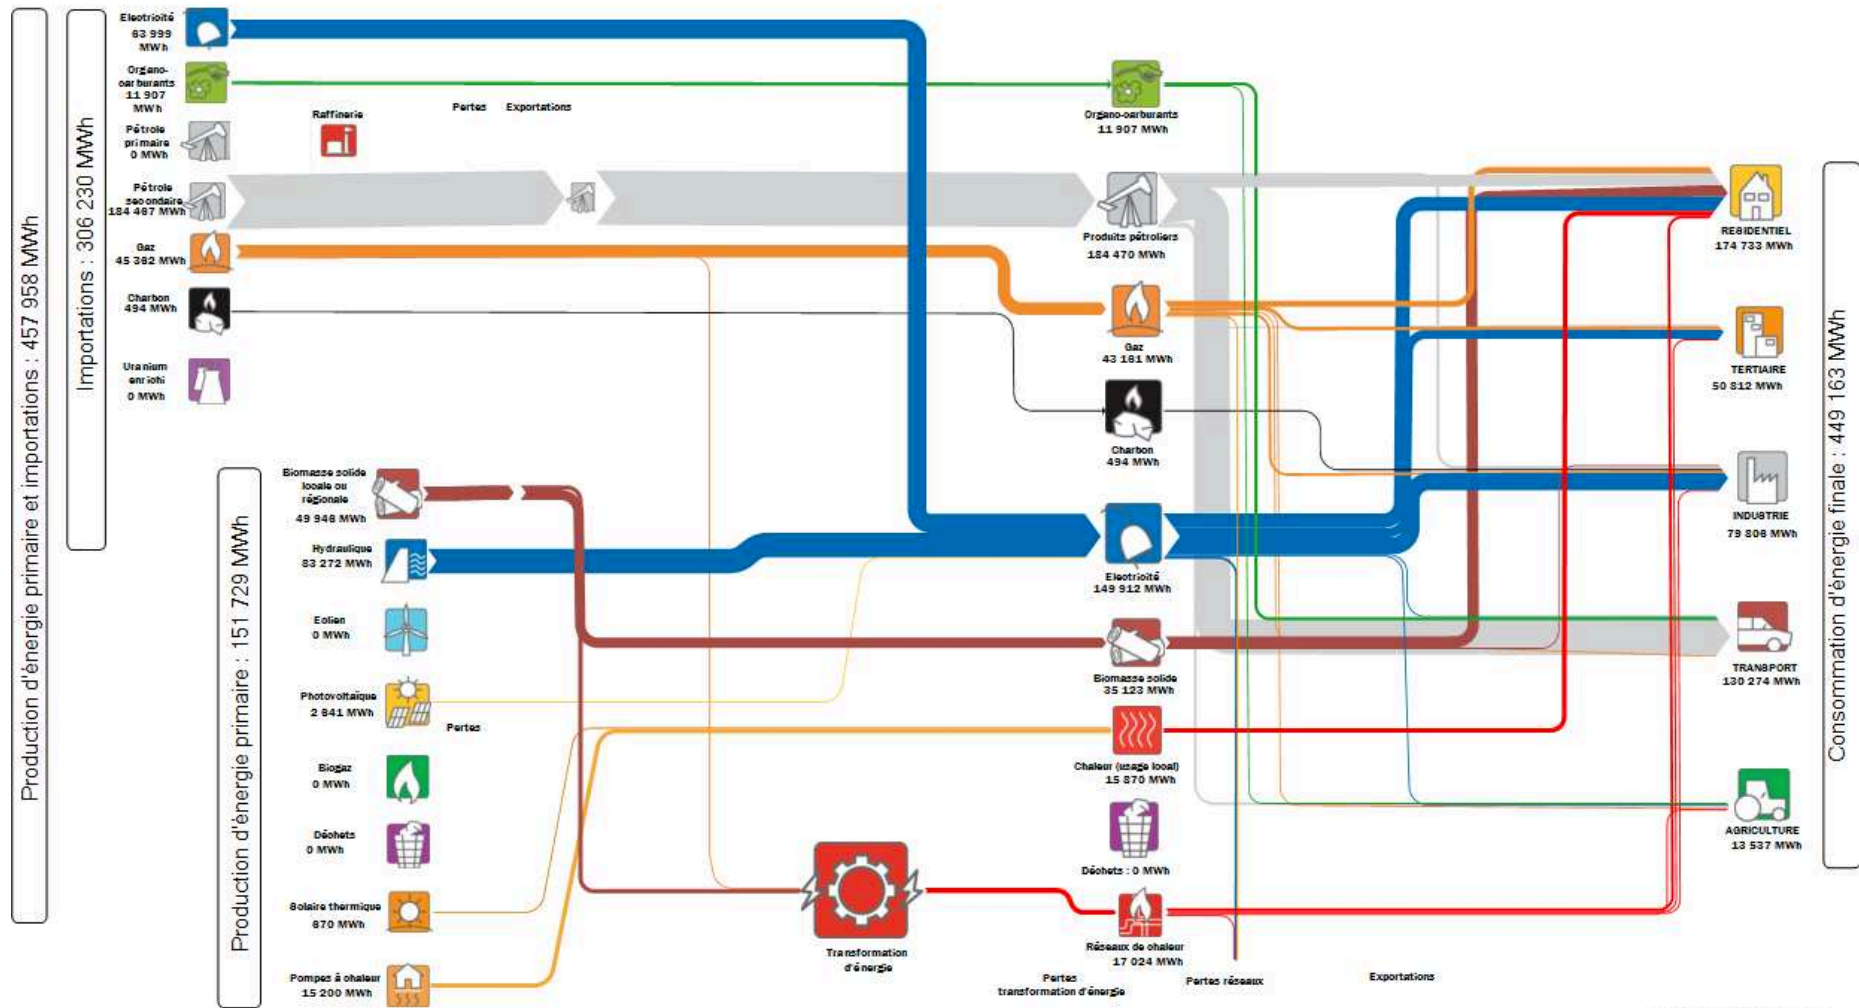 Production d'énergie primaire et importations : 457 958 MWh
Importations : 306 230 MWh
Electricité
63 999
MWh
Organo-
carburants
11 907
MWh
Pétrole
primaire
0 MWh
Pétrole
secondaire
184 467 MWh
Gaz
45 362 MWh
Charbon
494 MWh
Uranium
enrichi
0 MWh
Raffinerie
Pertes
Exportations
Production d'énergie primaire : 151 729 MWh
Biomasse solide
locale ou
régionale
49 946 MWh
Hydraulique
83 272 MWh
Eolien
0 MWh
Photovoltaïque
2 641 MWh
Pertes
Biogaz
0 MWh
Déchets
0 MWh
Solaire thermique
670 MWh
Pompes à chaleur
15 200 MWh
Transformation
d'énergie
Organo-carburants
11 907 MWh
Produits pétroliers
184 470 MWh
Gaz
43 181 MWh
Charbon
494 MWh
Electricité
149 912 MWh
Biomasse solide
35 123 MWh
Chaleur (usage local)
15 870 MWh
Déchets : 0 MWh
Réseaux de chaleur
17 024 MWh
Pertes
transformation d'énergie
Pertes réseaux
Exportations
RESIDENTIEL
174 733 MWh
TERTIAIRE
50 812 MWh
INDUSTRIE
79 806 MWh
TRANSPORT
130 274 MWh
AGRICULTURE
13 537 MWh
Consommation d'énergie finale : 449 163 MWh